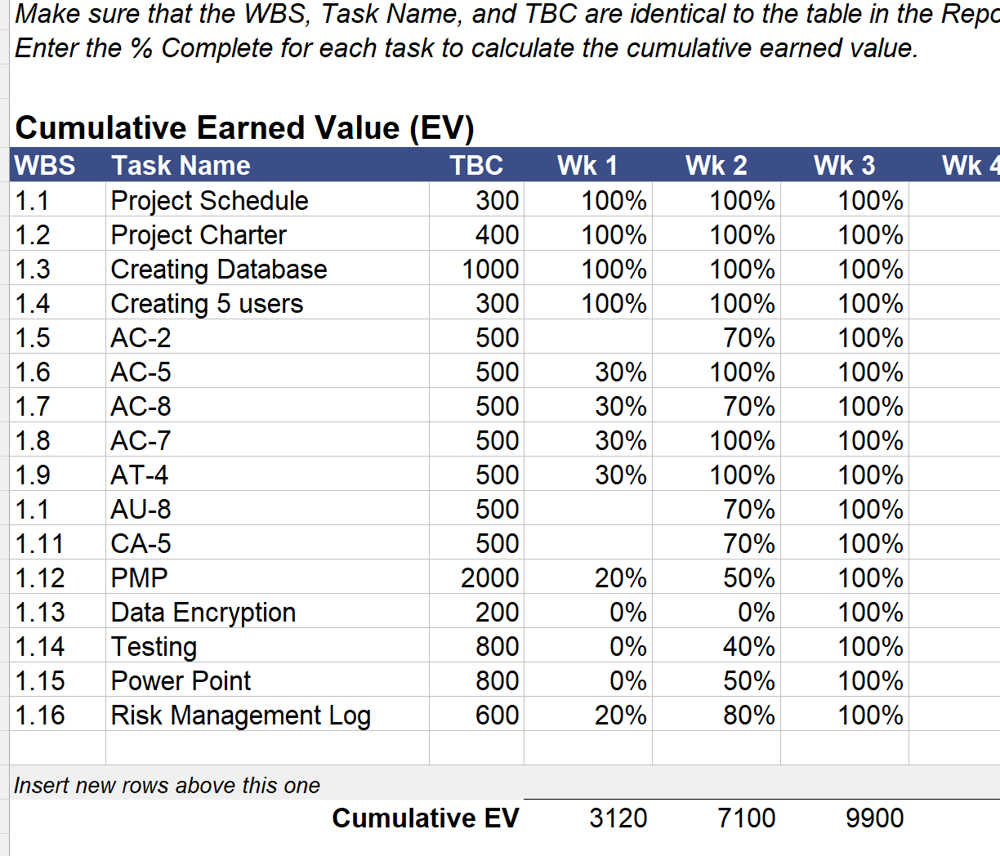 Make sure that the WBS, Task Name, and TBC are identical to the table in the Repo
Enter the % Complete for each task to calculate the cumulative earned value.
Cumulative Earned Value (EV)
WBS Task Name TBC Wk 1 Wk 2 Wk 3 Wk 4
1.1 Project Schedule 300 100% 100% 100%
1.2 Project Charter 400 100% 100% 100%
1.3 Creating Database 1000 100% 100% 100%
1.4 Creating 5 users 300 100% 100% 100%
1.5 AC-2 500 70% 100%
1.6 AC-5 500 30% 100% 100%
1.7 AC-8 500 30% 70% 100%
1.8 AC-7 500 30% 100% 100%
1.9 AT-4 500 30% 100% 100%
1.1 AU-8 500 70% 100%
1.11 CA-5 500 70% 100%
1.12 PMP 2000 20% 50% 100%
1.13 Data Encryption 200 0% 0% 100%
1.14 Testing 800 0% 40% 100%
1.15 Power Point 800 0% 50% 100%
1.16 Risk Management Log 600 20% 80% 100%
Insert new rows above this one
Cumulative EV 3120 7100 9900